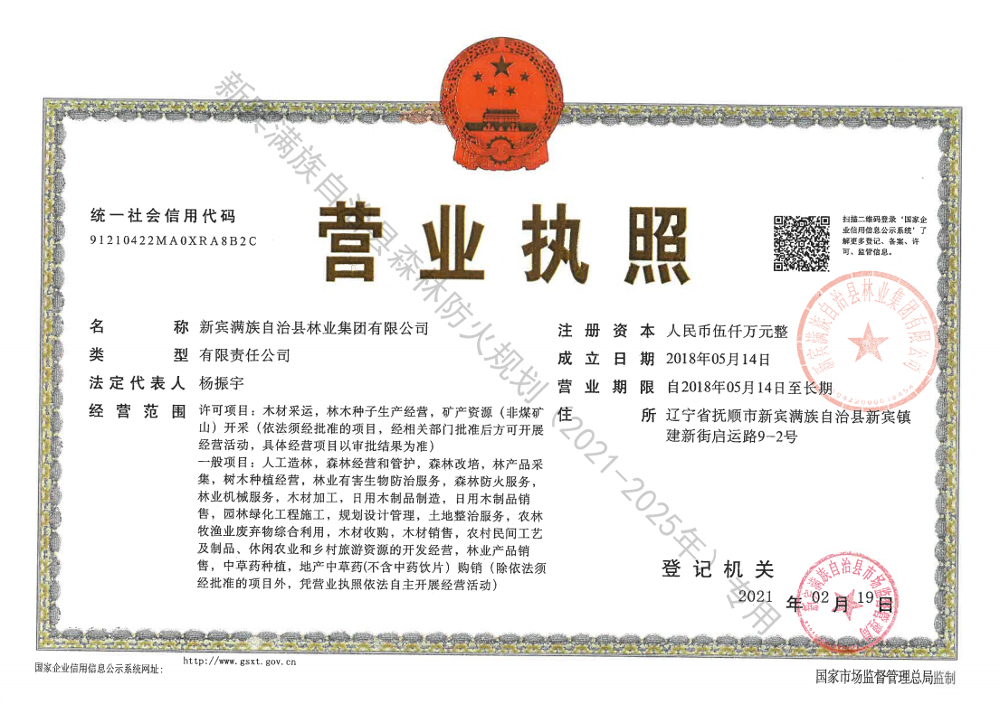 统一社会信用代码
91210422MA0XRA8B2C
营业执照
扫描二维码登录‘国家企
业信用信息公示系统’了
解更多登记、备案、许
可、监管信息。
名称 新宾满族自治县林业集团有限公司
类型 有限责任公司
法定代表人 杨振宇
经营范围 许可项目：木材采运，林木种子生产经营，矿产资源（非煤矿
山）开采（依法须经批准的项目，经相关部门批准后方可开展
经营活动，具体经营项目以审批结果为准）
一般项目：人工造林，森林经营和管护，森林改培，林产品采
集，树木种植经营，林业有害生物防治服务，森林防火服务，
林业机械服务，木材加工，日用木制品制造，日用木制品销
售，园林绿化工程施工，规划设计管理，土地整治服务，农林
牧渔业废弃物综合利用，木材收购，木材销售，农村民间工艺
及制品、休闲农业和乡村旅游资源的开发经营，林业产品销
售，中草药种植，地产中草药(不含中药饮片）购销（除依法须
经批准的项目外，凭营业执照依法自主开展经营活动）
注册资本 人民币伍仟万元整
成立日期 2018年05月14日
营业期限 自2018年05月14日至长期
住所 辽宁省抚顺市新宾满族自治县新宾镇
建新街启运路9-2号
新宾满族自治县林业集团有限公司
登记机关
2021 年 02 月 19 日
新宾满族自治县市场监督管理局
新宾满族自治县森林防火规划（2021-2025年）专用
国家企业信用信息公示系统网址：
http://www.gsxt.gov.cn
国家市场监督管理总局监制